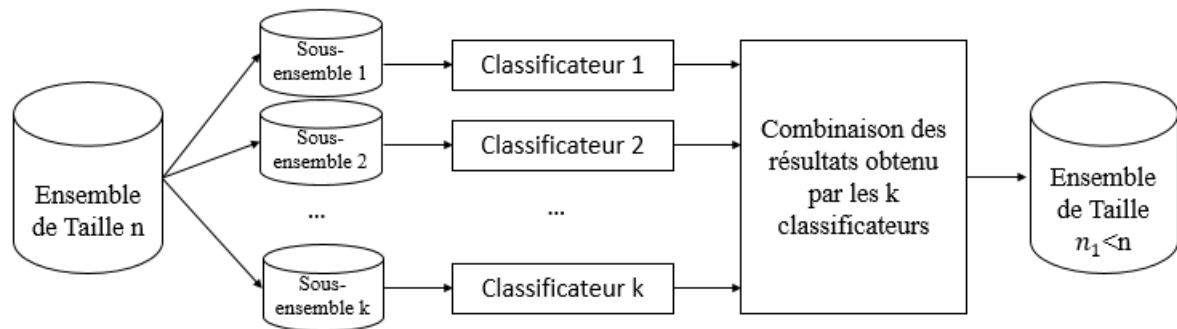 Ensemble
de Taille n
Sous-
ensemble 1
Sous-
ensemble 2
...
Sous-
ensemble k
Classificateur 1
Classificateur 2
...
Classificateur k
Combinaison des
résultats obtenu
par les k
classificateurs
Ensemble
de Taille
n₁<n